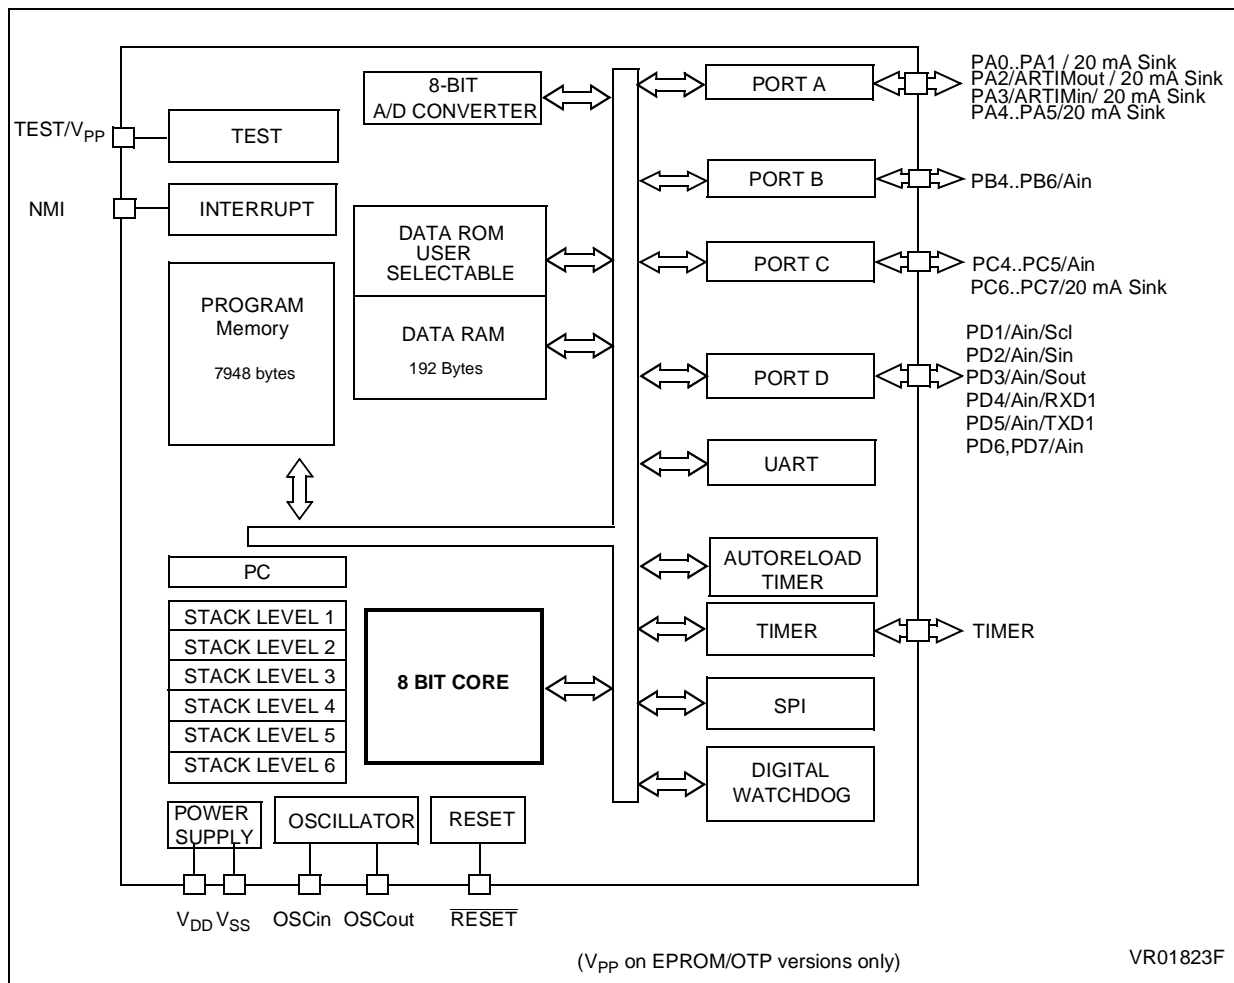 8-BIT
A/D CONVERTER
PORT A
PA0..PA1 / 20 mA Sink
PA2/ARTIMout / 20 mA Sink
PA3/ARTIMin/ 20 mA Sink
PA4..PA5/20 mA Sink
TEST/VPP
TEST
PORT B
PB4..PB6/Ain
NMI
INTERRUPT
DATA ROM
USER
SELECTABLE
PORT C
PC4..PC5/Ain
PC6..PC7/20 mA Sink
PROGRAM
Memory
7948 bytes
DATA RAM
192 Bytes
PORT D
PD1/Ain/Scl
PD2/Ain/Sin
PD3/Ain/Sout
PD4/Ain/RXD1
PD5/Ain/TXD1
PD6,PD7/Ain
UART
PC
AUTORELOAD
TIMER
STACK LEVEL 1
STACK LEVEL 2
STACK LEVEL 3
STACK LEVEL 4
STACK LEVEL 5
STACK LEVEL 6
8 BIT CORE
TIMER
TIMER
SPI
DIGITAL
WATCHDOG
POWER
SUPPLY
OSCILLATOR
RESET
VDD VSS
OSCin
OSCout
RESET
(VPP on EPROM/OTP versions only)
VR01823F